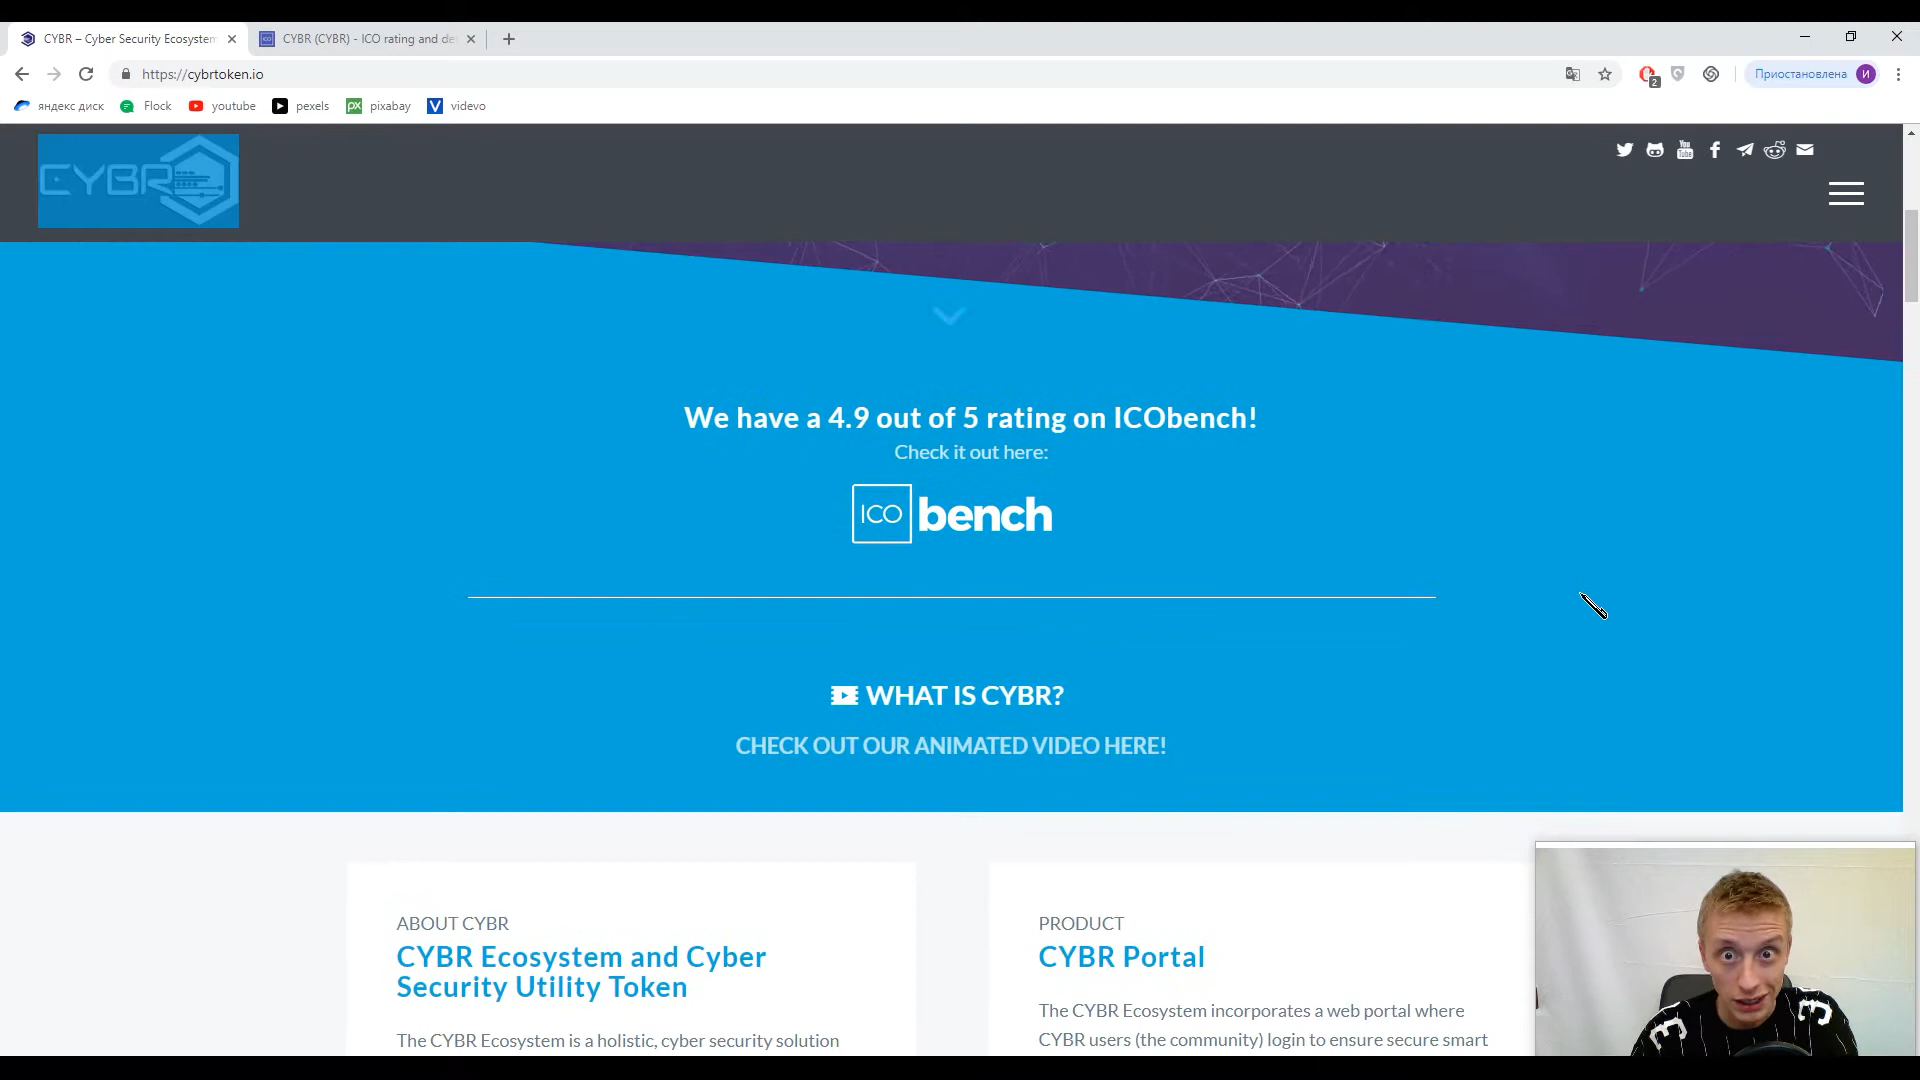 CYBR – Cyber Security Ecosystem
CYBR (CYBR) - ICO rating and de
https://cybrtoken.io
2
Приостановлена
И
яндекс диск
Flock
youtube
px
pexels
pixabay
V
videvo
CYBR
You
Tube
We have a 4.9 out of 5 rating on ICObench!
Check it out here:
ICO bench
WHAT IS CYBR?
CHECK OUT OUR ANIMATED VIDEO HERE!
ABOUT CYBR
CYBR Ecosystem and Cyber
Security Utility Token
The CYBR Ecosystem is a holistic, cyber security solution
PRODUCT
CYBR Portal
The CYBR Ecosystem incorporates a web portal where
CYBR users (the community) login to ensure secure smart